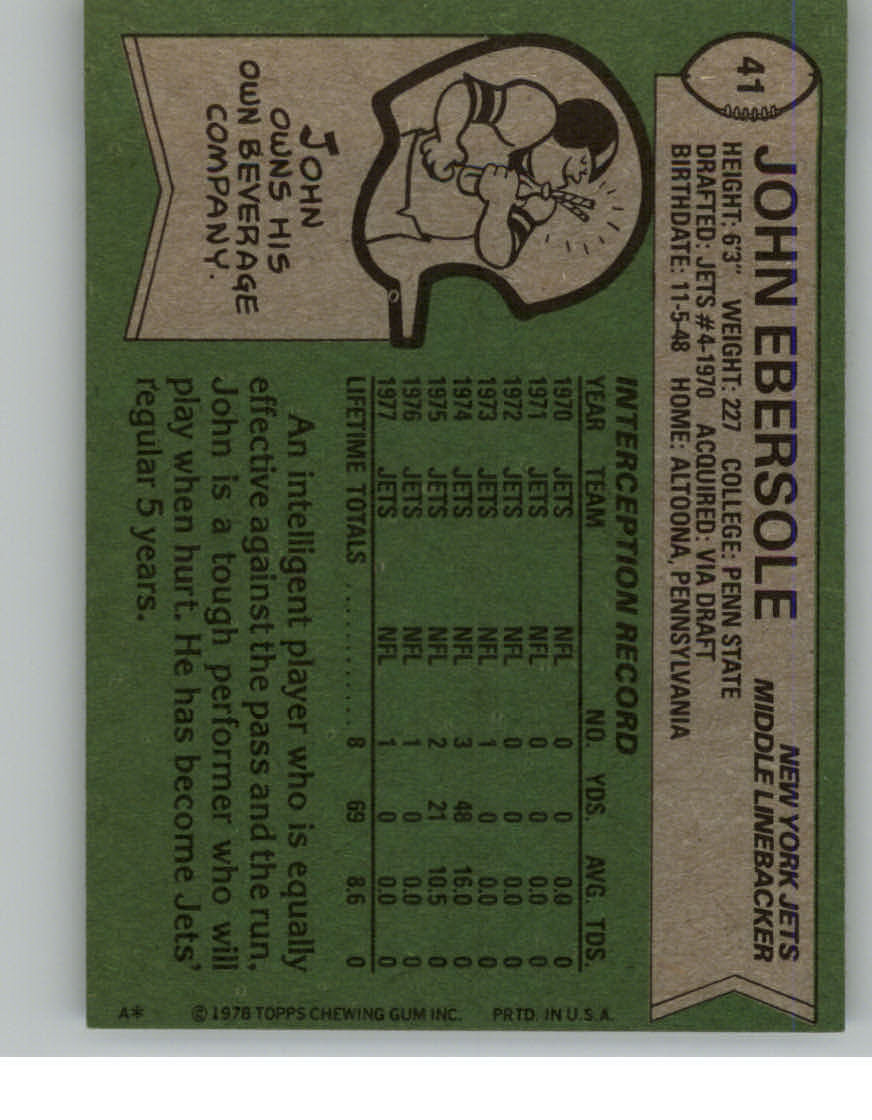 41
JOHN EBERSOLE
NEW YORK JETS
MIDDLE LINEBACKER
HEIGHT: 6'3" WEIGHT: 227 COLLEGE: PENN STATE
DRAFTED: JETS #4-1970 ACQUIRED: VIA DRAFT
BIRTHDATE: 11-5-48 HOME: ALTOONA, PENNSYLVANIA
JOHN
OWNS HIS
OWN BEVERAGE
COMPANY.
INTERCEPTION RECORD
YEAR TEAM NO. YDS. AVG. TDS.
1970 JETS NFL 0 0 0.0 0
1971 JETS NFL 0 0 0.0 0
1972 JETS NFL 0 0 0.0 0
1973 JETS NFL 1 0 0.0 0
1974 JETS NFL 3 48 16.0 0
1975 JETS NFL 2 21 10.5 0
1976 JETS NFL 1 0 0.0 0
1977 JETS NFL 1 0 0.0 0
LIFETIME TOTALS .......... 8 69 8.6 0
An intelligent player who is equally
effective against the pass and the run,
John is a tough performer who will
play when hurt. He has become Jets'
regular 5 years.
A* © 1978 TOPPS CHEWING GUM INC. PRTD. IN U.S.A.